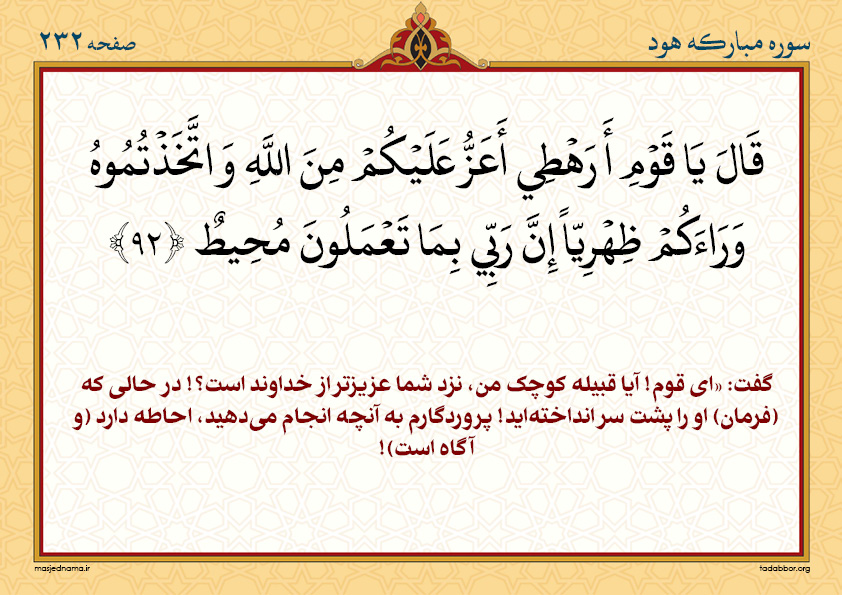 سوره مبارکه هود
صفحه ۲۳۲
قَالَ يَا قَوْمِ أَرَهْطِي أَعَزُّ عَلَيْكُمْ مِنَ اللَّهِ وَاتَّخَذْتُمُوهُ
وَرَاءَكُمْ ظِهْرِيّاً إِنَّ رَبِّي بِمَا تَعْمَلُونَ مُحِيطٌ ﴿۹۲﴾
گفت: «ای قوم! آیا قبیله کوچک من، نزد شما عزیزتر از خداوند است؟! در حالی که
(فرمان) او را پشت سر انداخته‌اید! پروردگارم به آنچه انجام می‌دهید، احاطه دارد (و
آگاه است)!
masjednama.ir
tadabbor.org